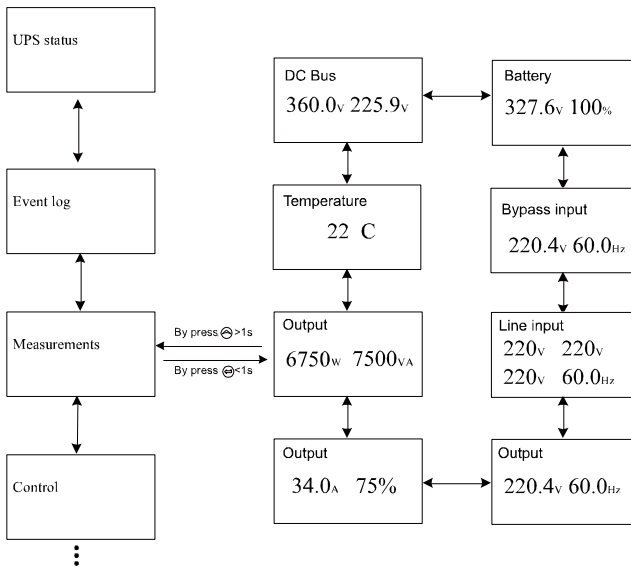 UPS status
Event log
Measurements
Control
By press >1s
By press <1s
DC Bus
360.0V 225.9V
Temperature
22 C
Output
6750W 7500VA
Output
34.0A 75%
Battery
327.6V 100%
Bypass input
220.4V 60.0Hz
Line input
220V 220V
220V 60.0Hz
Output
220.4V 60.0Hz